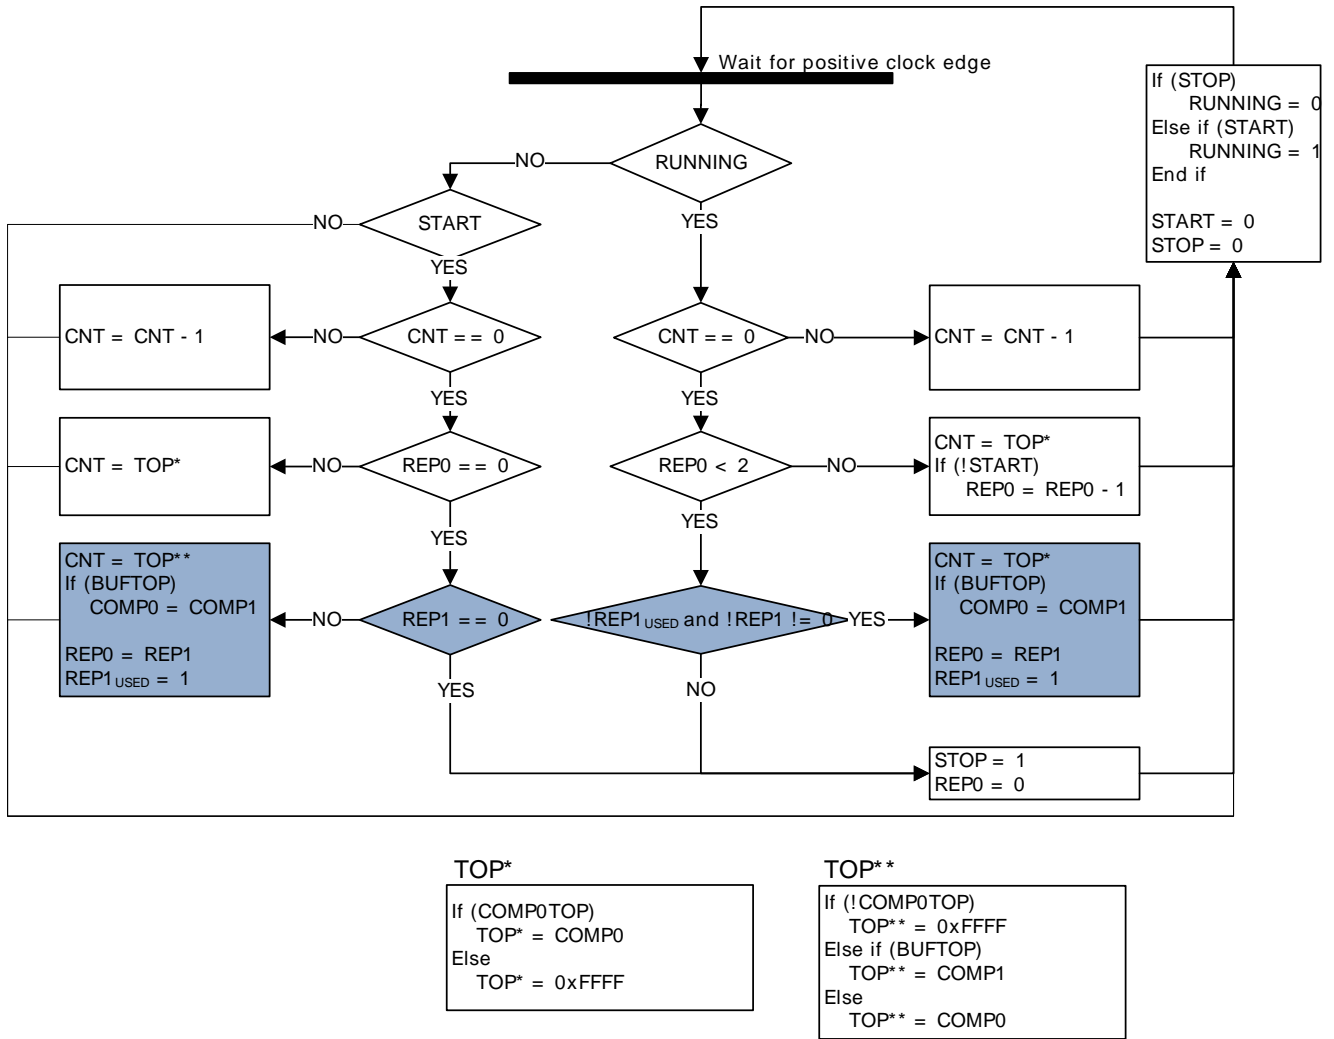 Wait for positive clock edge
If (STOP)
RUNNING = 0
Else if (START)
RUNNING = 1
End if
START = 0
STOP = 0
RUNNING
NO
YES
START
NO
YES
CNT = CNT - 1
NO
CNT == 0
YES
CNT == 0
NO
CNT = CNT - 1
YES
CNT = TOP*
NO
REP0 == 0
YES
REP0 < 2
NO
CNT = TOP*
If (!START)
REP0 = REP0 - 1
YES
CNT = TOP**
If (BUFTOP)
COMP0 = COMP1
REP0 = REP1
REP1USED = 1
NO
REP1 == 0
YES
!REP1USED and !REP1 != 0
YES
CNT = TOP*
If (BUFTOP)
COMP0 = COMP1
REP0 = REP1
REP1USED = 1
NO
STOP = 1
REP0 = 0
TOP*
If (COMP0TOP)
TOP* = COMP0
Else
TOP* = 0xFFFF
TOP**
If (!COMP0TOP)
TOP** = 0xFFFF
Else if (BUFTOP)
TOP** = COMP1
Else
TOP** = COMP0